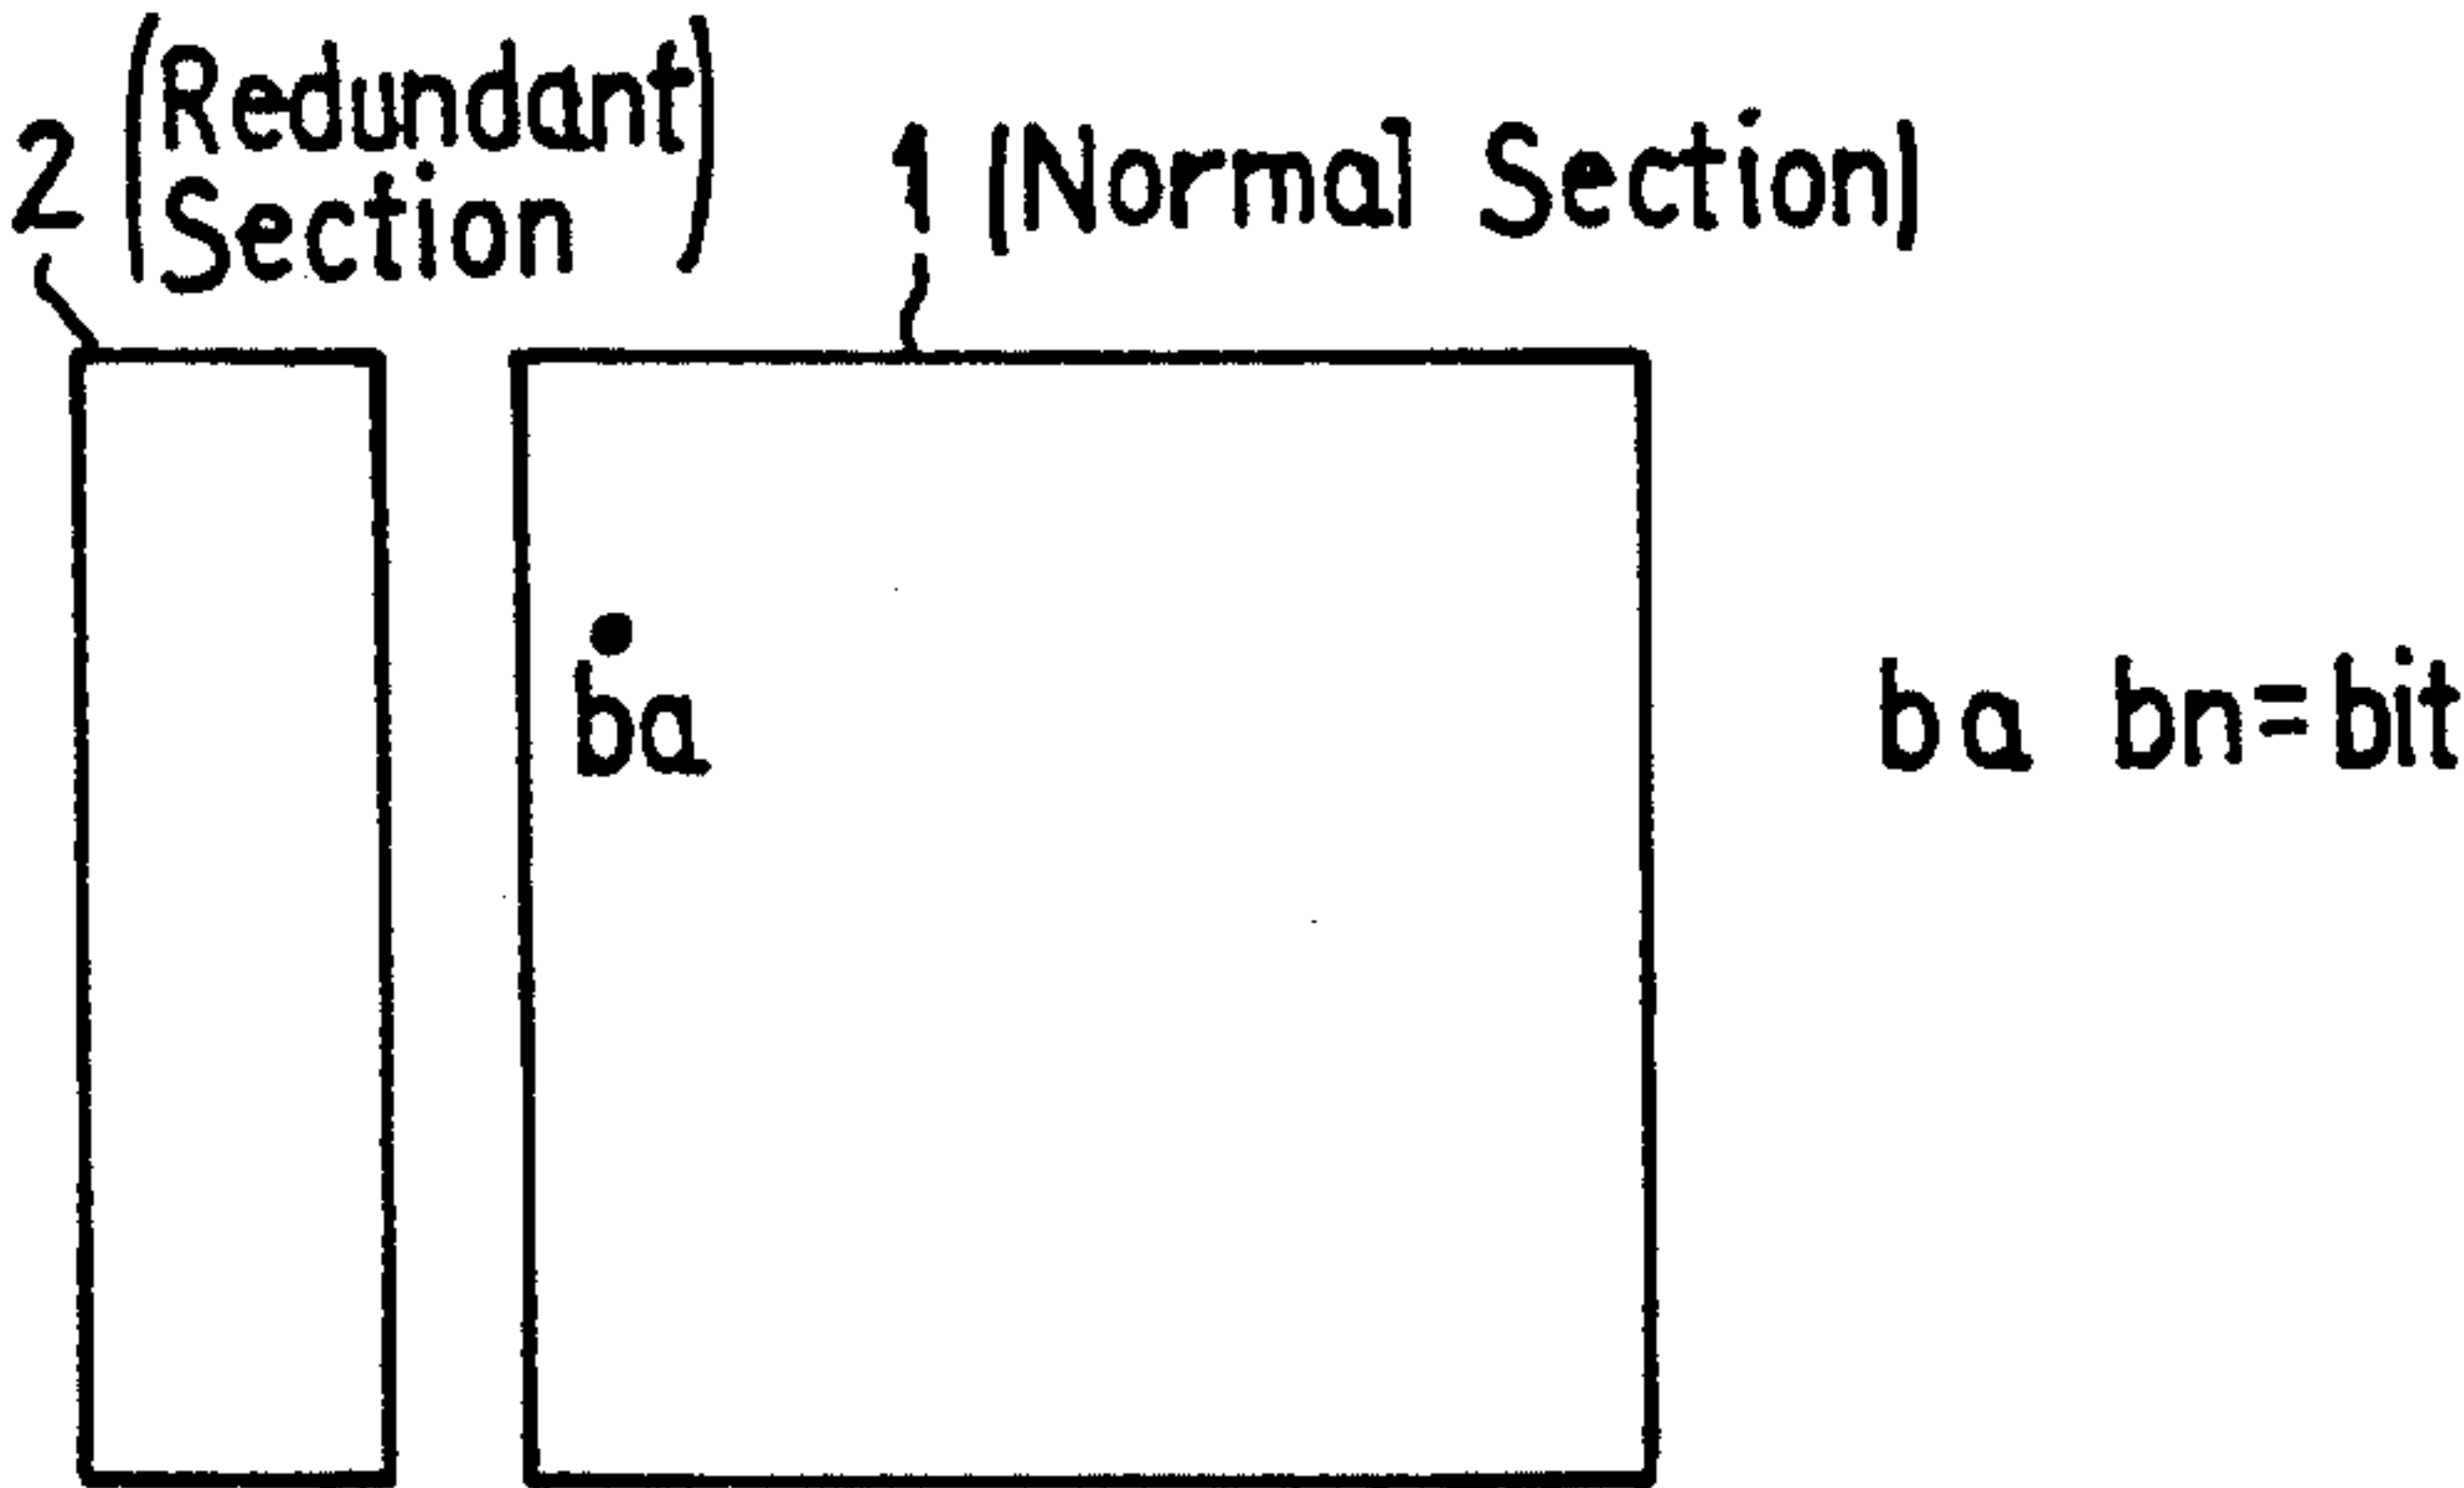 2 (Redundant
Section)
1 (Normal Section)
ba
ba bn=bit